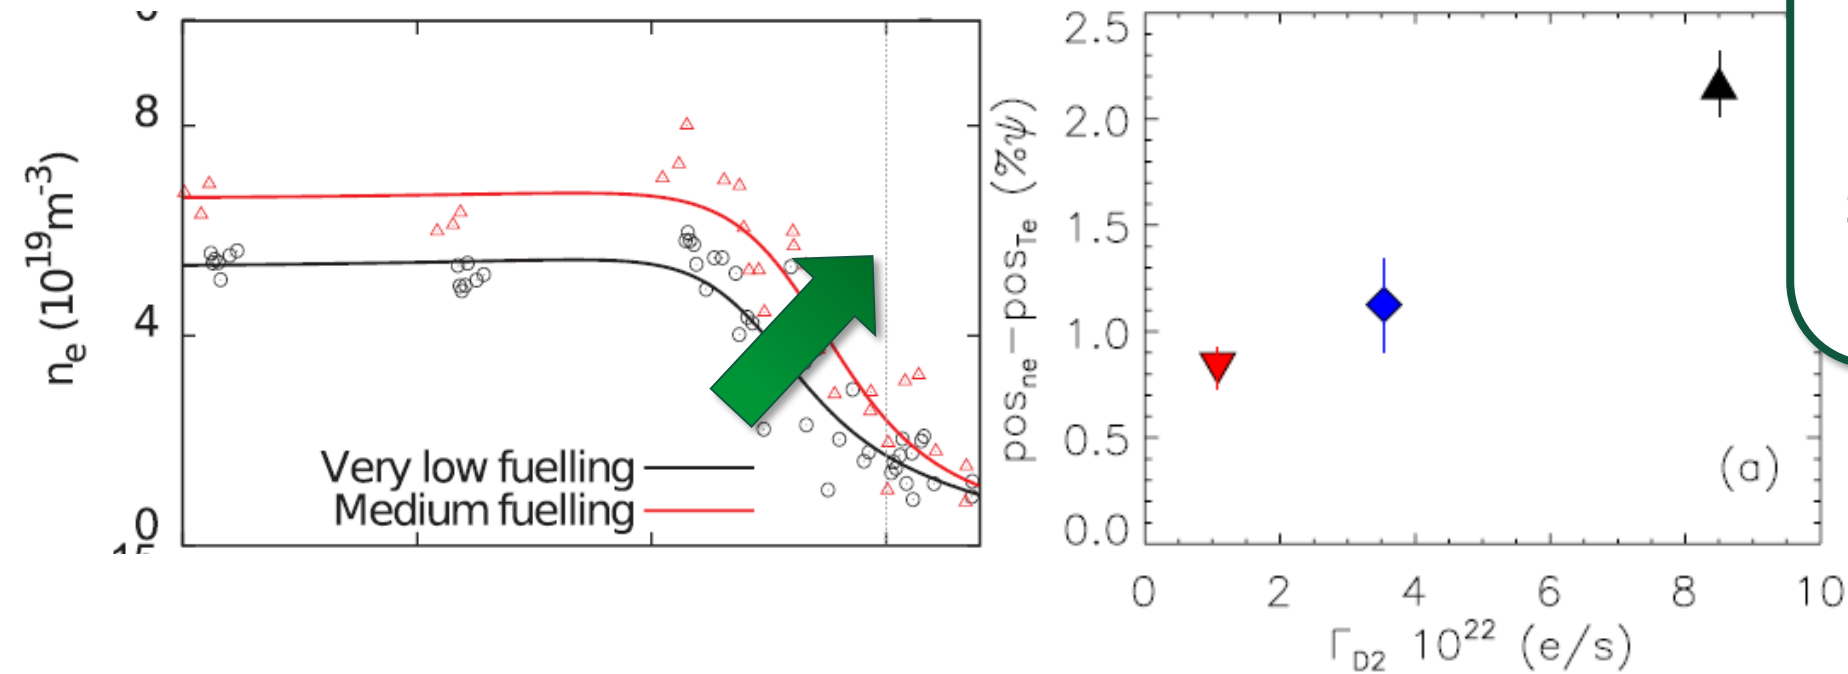 8
4
0
n_e (10^19 m^-3)
Very low fuelling
Medium fuelling
2.5
2.0
1.5
1.0
0.5
0.0
pos_ne−pos_Te (%ψ)
(a)
0 2 4 6 8 10
Γ_D2 10^22 (e/s)